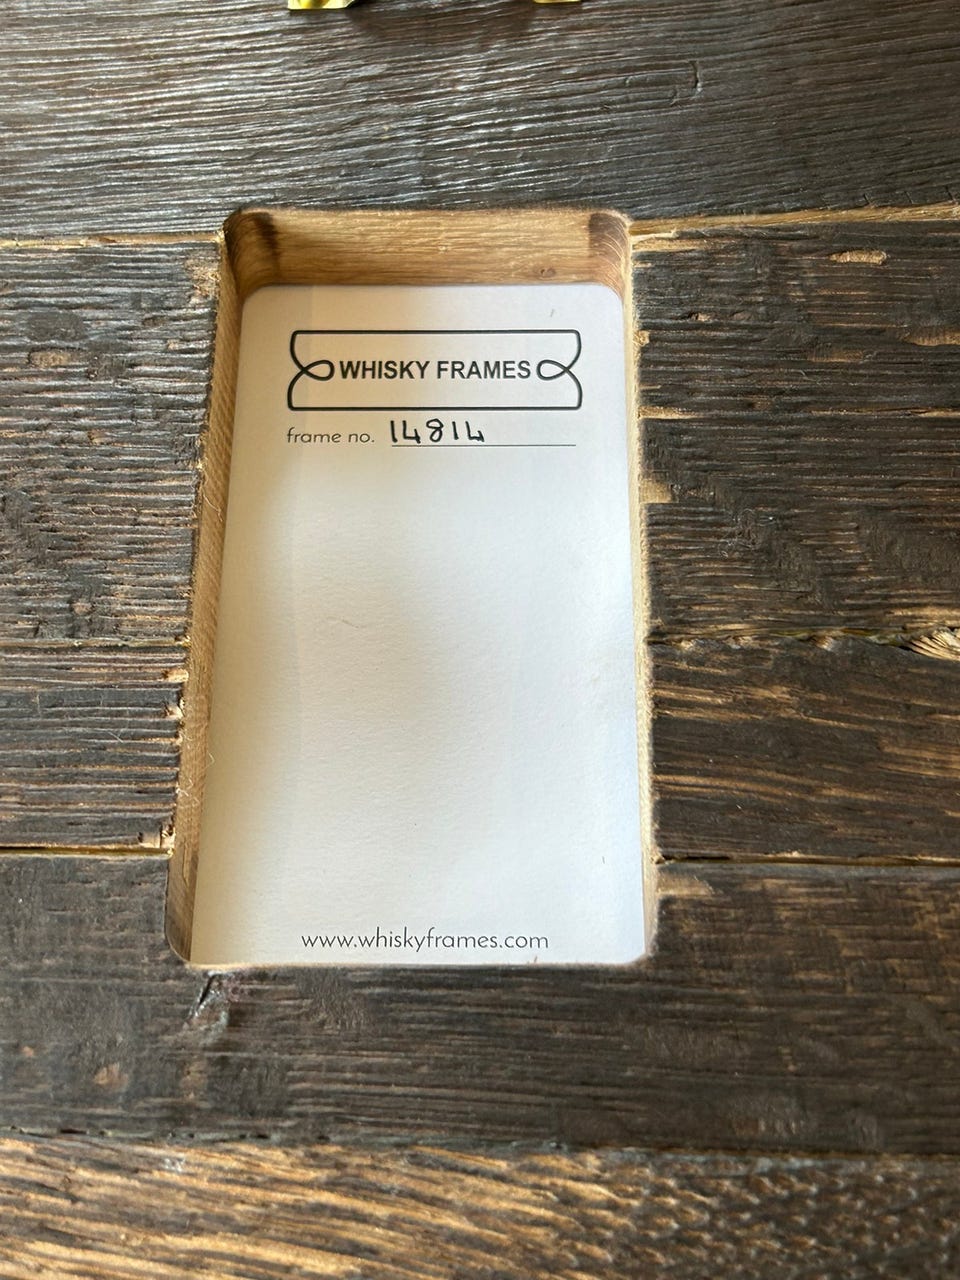 WHISKY FRAMES
frame no. 14814
www.whiskyframes.com